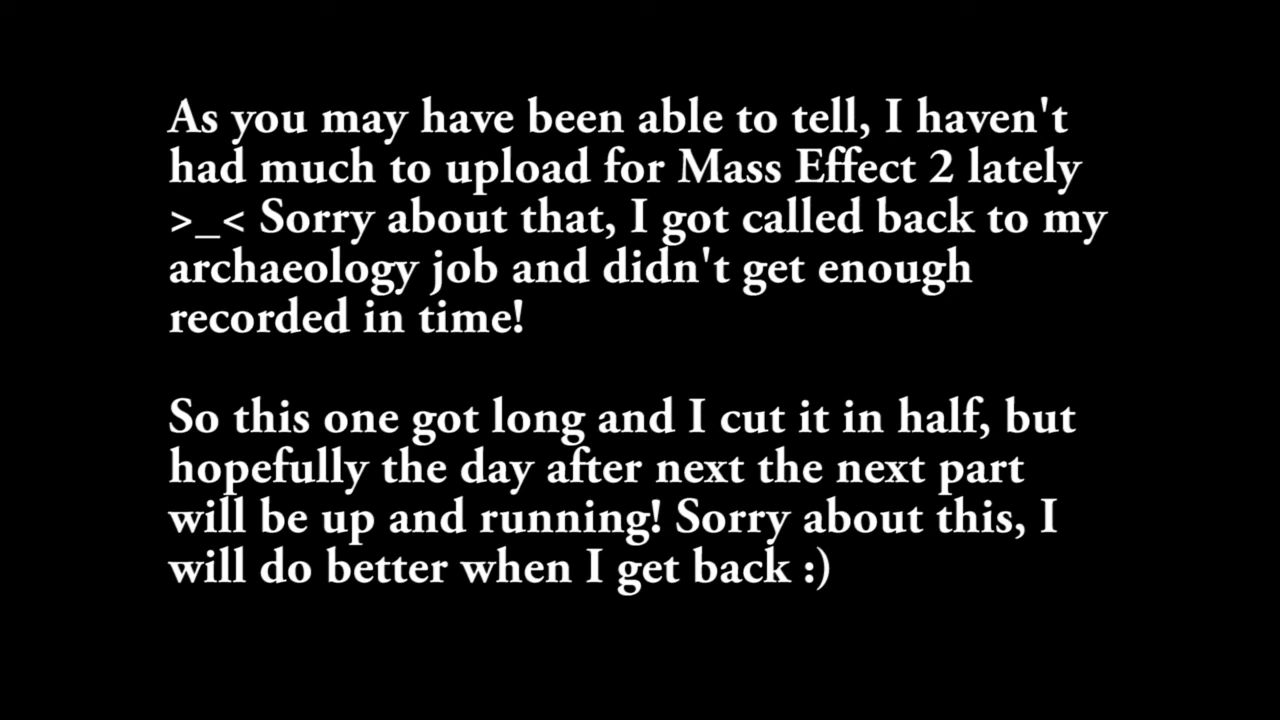 As you may have been able to tell, I haven't
had much to upload for Mass Effect 2 lately
>_< Sorry about that, I got called back to my
archaeology job and didn't get enough
recorded in time!
So this one got long and I cut it in half, but
hopefully the day after next the next part
will be up and running! Sorry about this, I
will do better when I get back :)